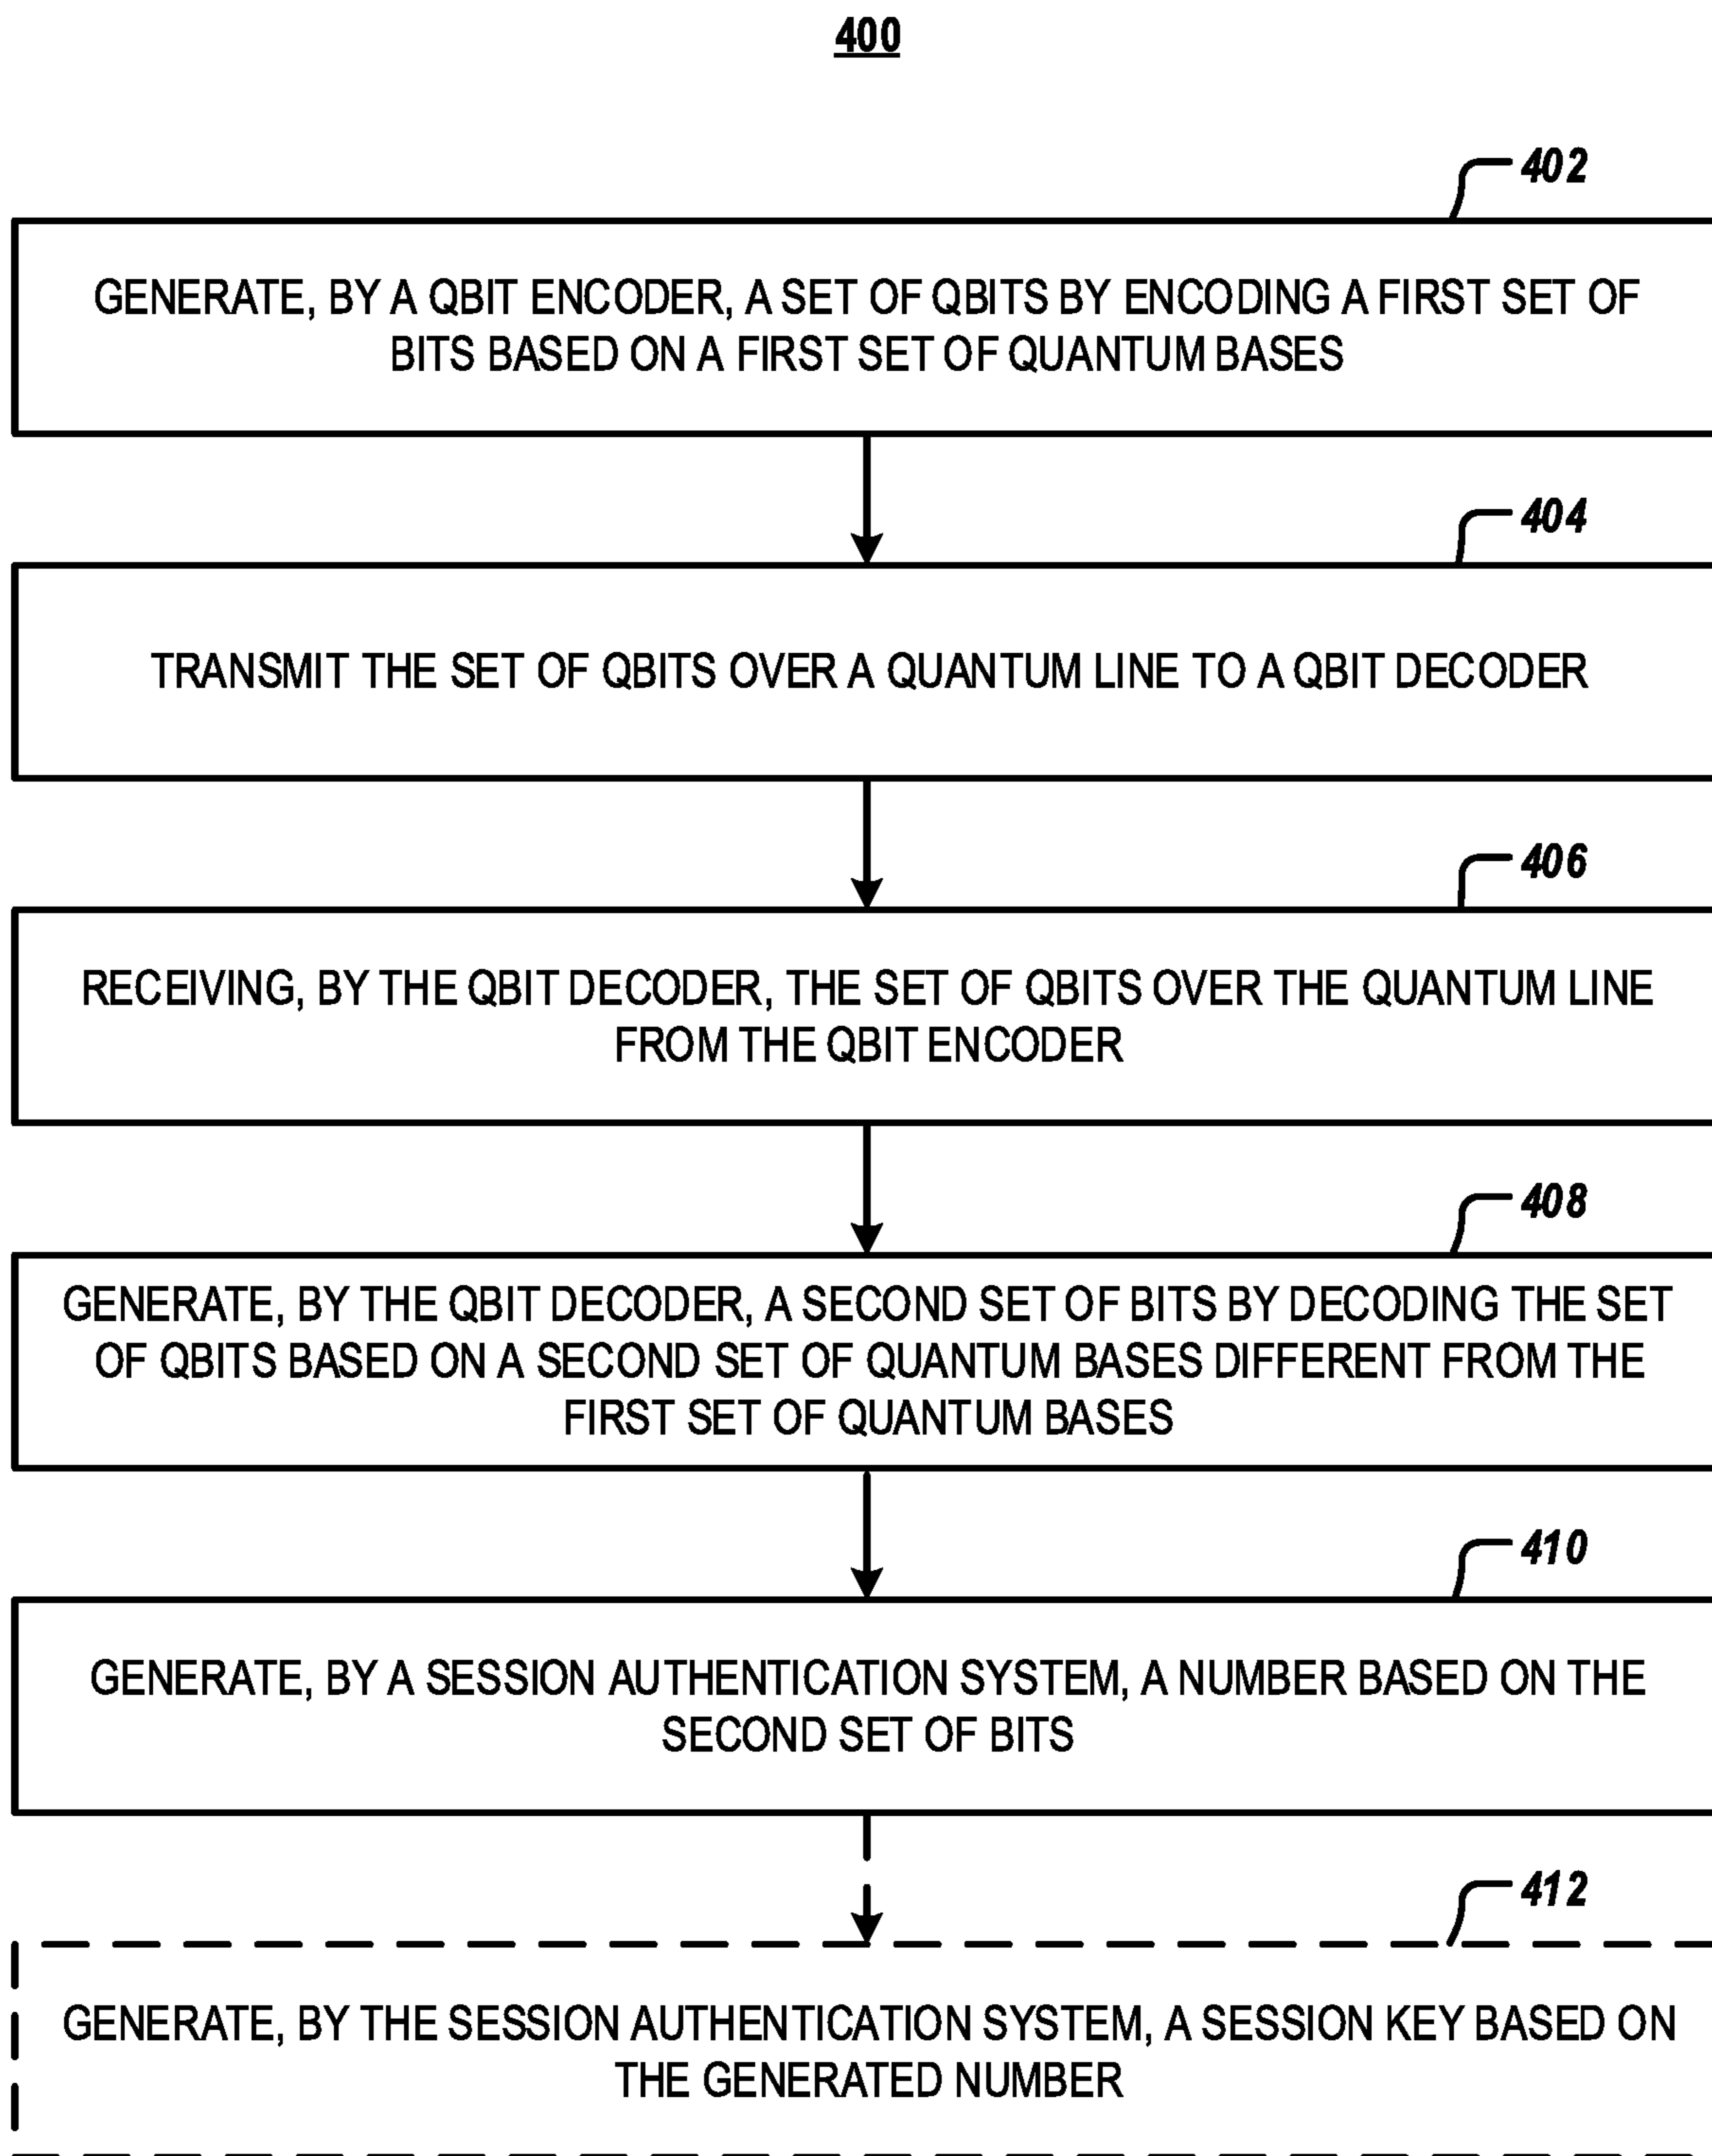 400
402
GENERATE, BY A QBIT ENCODER, A SET OF QBITS BY ENCODING A FIRST SET OF
BITS BASED ON A FIRST SET OF QUANTUM BASES
404
TRANSMIT THE SET OF QBITS OVER A QUANTUM LINE TO A QBIT DECODER
406
RECEIVING, BY THE QBIT DECODER, THE SET OF QBITS OVER THE QUANTUM LINE
FROM THE QBIT ENCODER
408
GENERATE, BY THE QBIT DECODER, A SECOND SET OF BITS BY DECODING THE SET
OF QBITS BASED ON A SECOND SET OF QUANTUM BASES DIFFERENT FROM THE
FIRST SET OF QUANTUM BASES
410
GENERATE, BY A SESSION AUTHENTICATION SYSTEM, A NUMBER BASED ON THE
SECOND SET OF BITS
412
GENERATE, BY THE SESSION AUTHENTICATION SYSTEM, A SESSION KEY BASED ON
THE GENERATED NUMBER